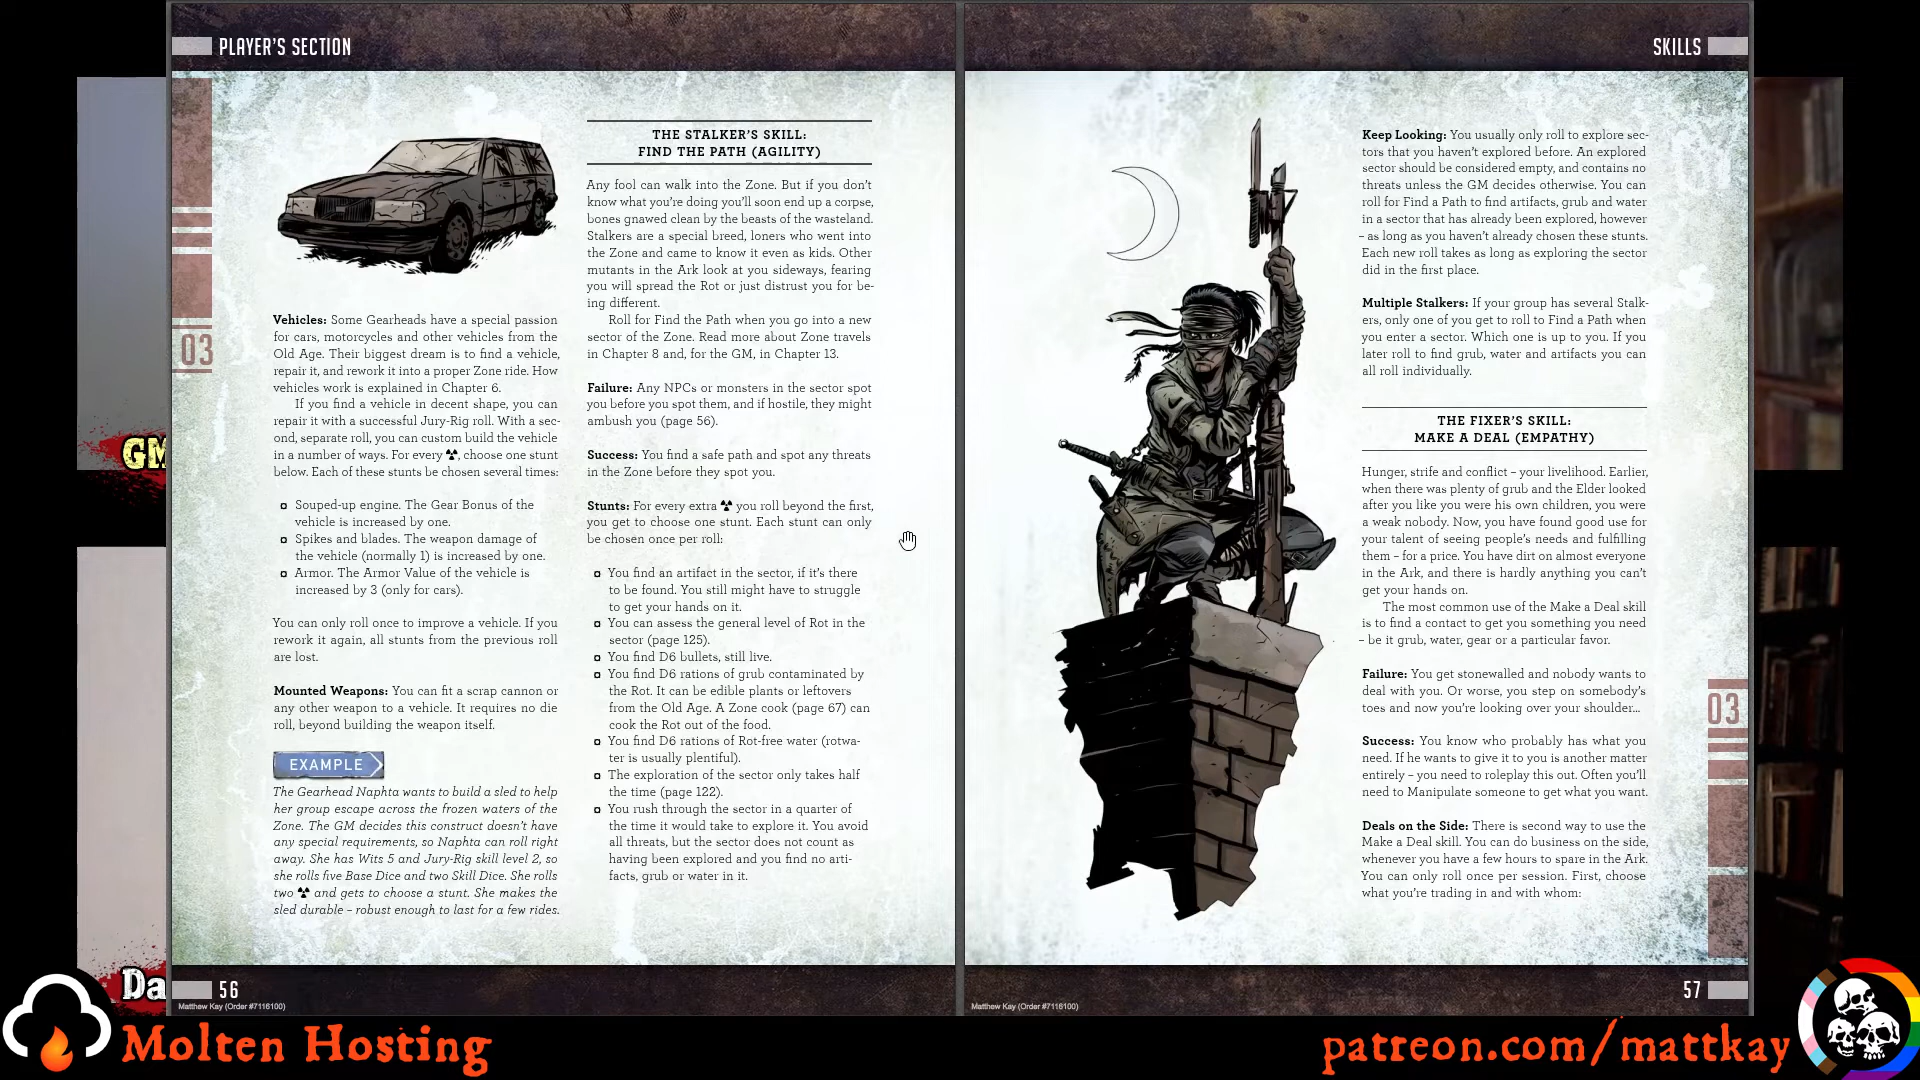 PLAYER'S SECTION
03
Vehicles: Some Gearheads have a special passion
for cars, motorcycles and other vehicles from the
Old Age. Their biggest dream is to find a vehicle,
repair it, and rework it into a proper Zone ride. How
vehicles work is explained in Chapter 6.
If you find a vehicle in decent shape, you can
repair it with a successful Jury-Rig roll. With a sec-
ond, separate roll, you can custom build the vehicle
in a number of ways. For every ☢, choose one stunt
below. Each of these stunts be chosen several times:
Souped-up engine. The Gear Bonus of the
vehicle is increased by one.
Spikes and blades. The weapon damage of
the vehicle (normally 1) is increased by one.
Armor. The Armor Value of the vehicle is
increased by 3 (only for cars).
You can only roll once to improve a vehicle. If you
rework it again, all stunts from the previous roll
are lost.
Mounted Weapons: You can fit a scrap cannon or
any other weapon to a vehicle. It requires no die
roll, beyond building the weapon itself.
EXAMPLE
The Gearhead Naphta wants to build a sled to help
her group escape across the frozen waters of the
Zone. The GM decides this construct doesn't have
any special requirements, so Naphta can roll right
away. She has Wits 5 and Jury-Rig skill level 2, so
she rolls five Base Dice and two Skill Dice. She rolls
two ☢ and gets to choose a stunt. She makes the
sled durable – robust enough to last for a few rides.
THE STALKER'S SKILL:
FIND THE PATH (AGILITY)
Any fool can walk into the Zone. But if you don't
know what you're doing you'll soon end up a corpse,
bones gnawed clean by the beasts of the wasteland.
Stalkers are a special breed, loners who went into
the Zone and came to know it even as kids. Other
mutants in the Ark look at you sideways, fearing
you will spread the Rot or just distrust you for be-
ing different.
Roll for Find the Path when you go into a new
sector of the Zone. Read more about Zone travels
in Chapter 8 and, for the GM, in Chapter 13.
Failure: Any NPCs or monsters in the sector spot
you before you spot them, and if hostile, they might
ambush you (page 56).
Success: You find a safe path and spot any threats
in the Zone before they spot you.
Stunts: For every extra ☢ you roll beyond the first,
you get to choose one stunt. Each stunt can only
be chosen once per roll:
You find an artifact in the sector, if it's there
to be found. You still might have to struggle
to get your hands on it.
You can assess the general level of Rot in the
sector (page 125).
You find D6 bullets, still live.
You find D6 rations of grub contaminated by
the Rot. It can be edible plants or leftovers
from the Old Age. A Zone cook (page 67) can
cook the Rot out of the food.
You find D6 rations of Rot-free water (rotwa-
ter is usually plentiful).
The exploration of the sector only takes half
the time (page 122).
You rush through the sector in a quarter of
the time it would take to explore it. You avoid
all threats, but the sector does not count as
having been explored and you find no arti-
facts, grub or water in it.
56
Matthew Kay (Order #7116100)
SKILLS
Keep Looking: You usually only roll to explore sec-
tors that you haven't explored before. An explored
sector should be considered empty, and contains no
threats unless the GM decides otherwise. You can
roll for Find a Path to find artifacts, grub and water
in a sector that has already been explored, however
– as long as you haven't already chosen these stunts.
Each new roll takes as long as exploring the sector
did in the first place.
Multiple Stalkers: If your group has several Stalk-
ers, only one of you get to roll to Find a Path when
you enter a sector. Which one is up to you. If you
later roll to find grub, water and artifacts you can
all roll individually.
THE FIXER'S SKILL:
MAKE A DEAL (EMPATHY)
Hunger, strife and conflict – your livelihood. Earlier,
when there was plenty of grub and the Elder looked
after you like you were his own children, you were
a weak nobody. Now, you have found good use for
your talent of seeing people's needs and fulfilling
them – for a price. You have dirt on almost everyone
in the Ark, and there is hardly anything you can't
get your hands on.
The most common use of the Make a Deal skill
is to find a contact to get you something you need
– be it grub, water, gear or a particular favor.
Failure: You get stonewalled and nobody wants to
deal with you. Or worse, you step on somebody's
toes and now you're looking over your shoulder...
Success: You know who probably has what you
need. If he wants to give it to you is another matter
entirely – you need to roleplay this out. Often you'll
need to Manipulate someone to get what you want.
Deals on the Side: There is second way to use the
Make a Deal skill. You can do business on the side,
whenever you have a few hours to spare in the Ark.
You can only roll once per session. First, choose
what you're trading in and with whom:
03
57
Matthew Kay (Order #7116100)
GM
Da
Molten Hosting
patreon.com/mattkay